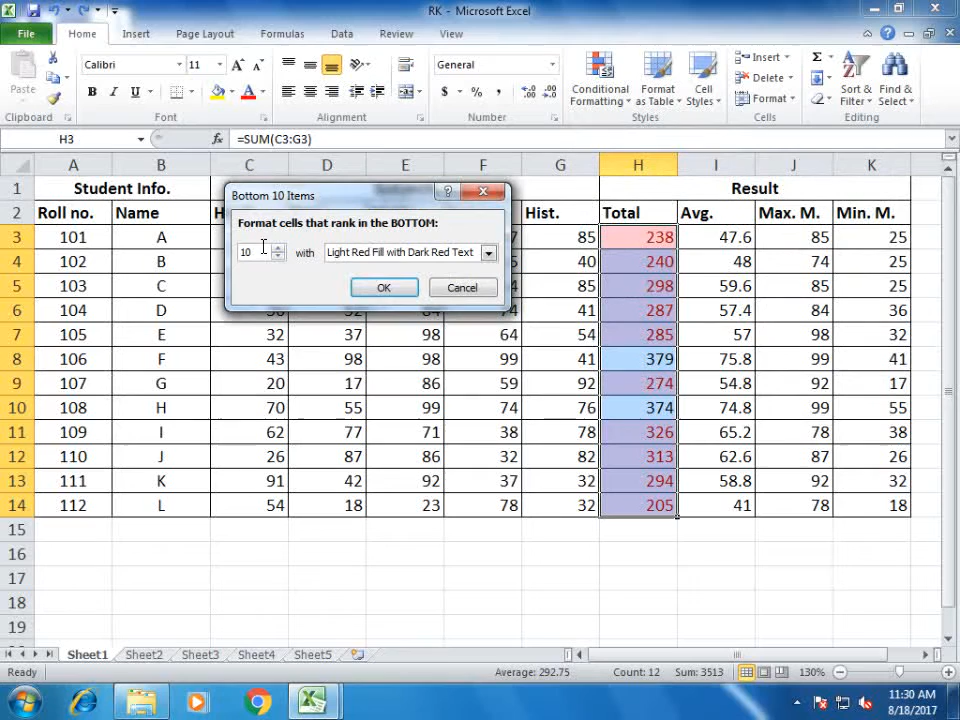 RK - Microsoft Excel
File Home Insert Page Layout Formulas Data Review View
Calibri 11 General Insert Σ
Paste B I U A $ % , Conditional Formatting Format as Table Cell Styles Delete Format Sort & Filter Find & Select
Clipboard Font Alignment Number Styles Cells Editing
H3 fx =SUM(C3:G3)
A B C D E F G H I J K
1 Student Info. Result
2 Roll no. Name Hist. Total Avg. Max. M. Min. M.
Bottom 10 Items
Format cells that rank in the BOTTOM:
10 with Light Red Fill with Dark Red Text
OK Cancel
3 101 A 85 238 47.6 85 25
4 102 B 40 240 48 74 25
5 103 C 85 298 59.6 85 25
6 104 D 41 287 57.4 84 36
7 105 E 32 37 98 64 54 285 57 98 32
8 106 F 43 98 98 99 41 379 75.8 99 41
9 107 G 20 17 86 59 92 274 54.8 92 17
10 108 H 70 55 99 74 76 374 74.8 99 55
11 109 I 62 77 71 38 78 326 65.2 78 38
12 110 J 26 87 86 32 82 313 62.6 87 26
13 111 K 91 42 92 37 32 294 58.8 92 32
14 112 L 54 18 23 78 32 205 41 78 18
15
16
17
18
19
Sheet1 Sheet2 Sheet3 Sheet4 Sheet5
Ready Average: 292.75 Count: 12 Sum: 3513 130%
11:30 AM
8/18/2017